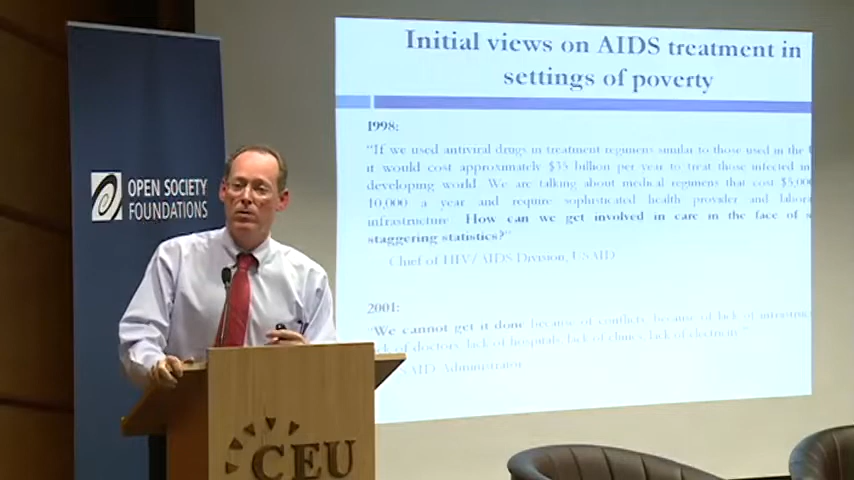 Initial views on AIDS treatment in
settings of poverty
1998:
"If we used antiviral drugs in treatment regimens similar to those used in the
it would cost approximately $35 billion per year to treat those infected in
developing world. We are talking about medical regimens that cost $5,000
10,000 a year and require sophisticated health provider and
infrastructure. How can we get involved in care in the face of
staggering statistics?"
Chief of HIV/AIDS Division, USAID
2001:
"We cannot get it done because of conflicts, because of lack of
of doctors, lack of hospitals, lack of clinics, lack of electricity."
Administrator
OPEN SOCIETY
FOUNDATIONS
CEU